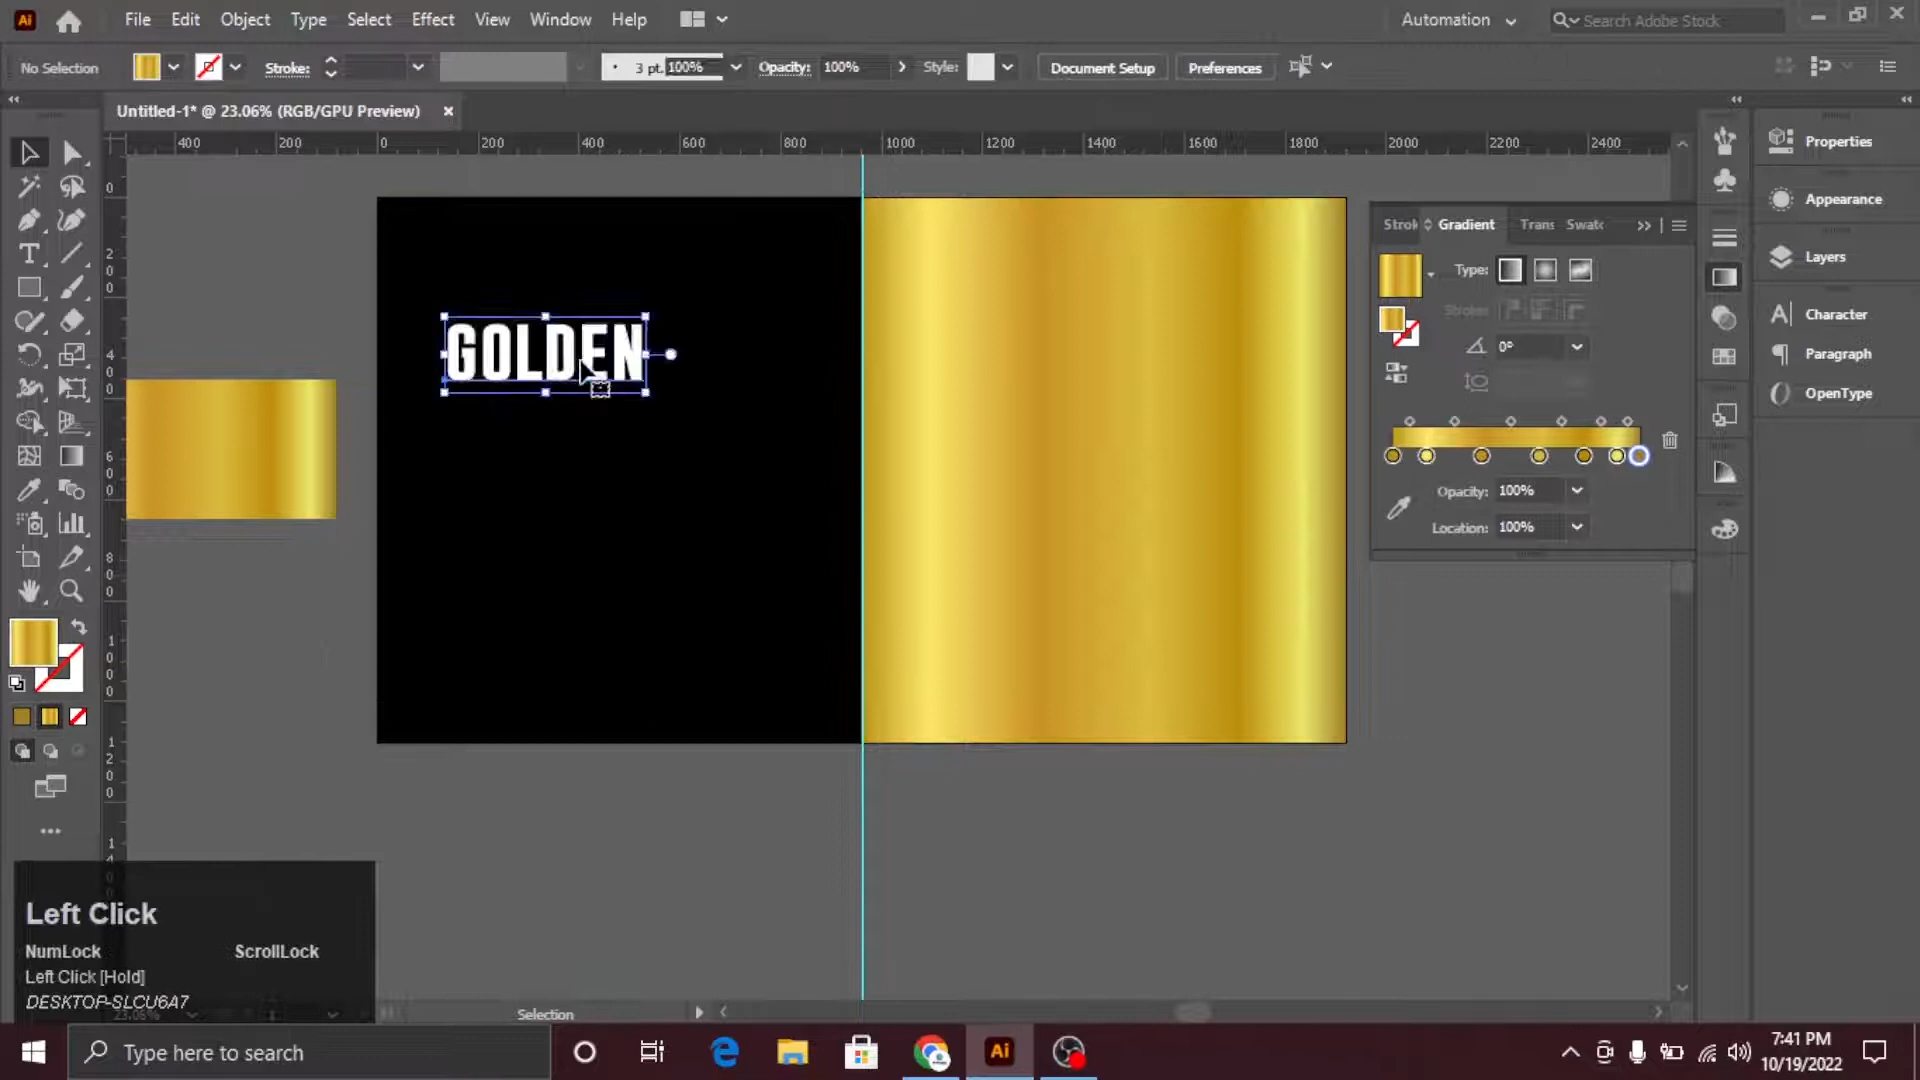 File Edit Object Type Select Effect View Window Help
Automation
Search Adobe Stock
No Selection
Stroke:
3 pt. 100%
Opacity: 100%
Style:
Document Setup
Preferences
Untitled-1* @ 23.06% (RGB/GPU Preview)
400 200 0 200 400 600 800 1000 1200 1400 1600 1800 2000 2200 2400
Properties
Appearance
Layers
Character
Paragraph
OpenType
Strok Gradient Trans Swatc
Type:
Strokes
0°
Opacity: 100%
Location: 100%
GOLDEN
Left Click
NumLock ScrollLock
Left Click [Hold]
DESKTOP-SLCU6A7
23.06%
Selection
Type here to search
Ai
7:41 PM
10/19/2022